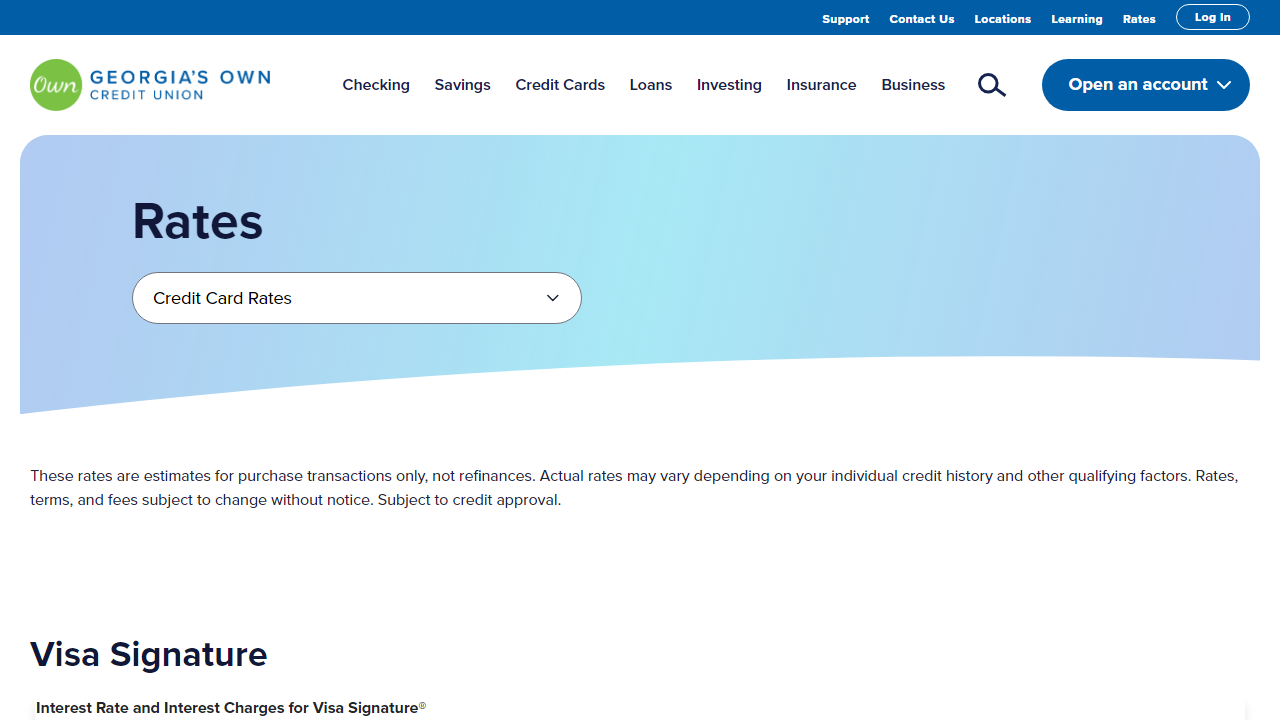 Support Contact Us Locations Learning Rates Log In
Own GEORGIA'S OWN
CREDIT UNION
Checking Savings Credit Cards Loans Investing Insurance Business Open an account
Rates
Credit Card Rates
These rates are estimates for purchase transactions only, not refinances. Actual rates may vary depending on your individual credit history and other qualifying factors. Rates,
terms, and fees subject to change without notice. Subject to credit approval.
Visa Signature
Interest Rate and Interest Charges for Visa Signature®